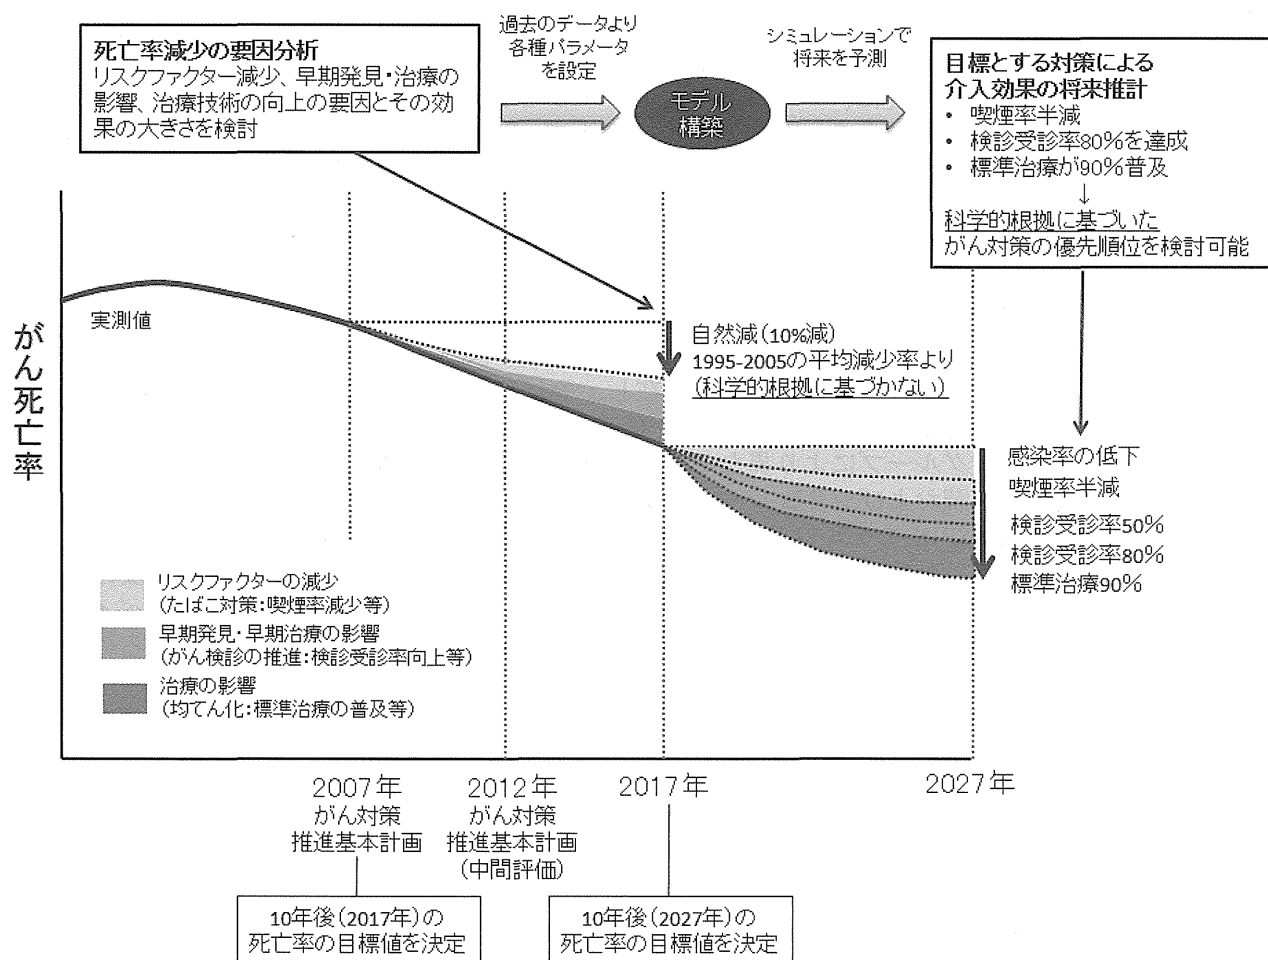 死亡率減少の要因分析
リスクファクター減少、早期発見・治療の
影響、治療技術の向上の要因とその効
果の大きさを検討
過去のデータより
各種パラメータ
を設定
モデル
構築
シミュレーションで
将来を予測
目標とする対策による
介入効果の将来推計
• 喫煙率半減
• 検診受診率80%を達成
• 標準治療が90%普及
↓
科学的根拠に基づいた
がん対策の優先順位を検討可能
がん死亡率
実測値
自然減(10%減)
1995-2005の平均減少率より
(科学的根拠に基づかない)
感染率の低下
喫煙率半減
検診受診率50%
検診受診率80%
標準治療90%
リスクファクターの減少
(たばこ対策:喫煙率減少等)
早期発見・早期治療の影響
(がん検診の推進:検診受診率向上等)
治療の影響
(均てん化:標準治療の普及等)
2007年
がん対策
推進基本計画
2012年
がん対策
推進基本計画
(中間評価)
2017年
2027年
10年後(2017年)の
死亡率の目標値を決定
10年後(2027年)の
死亡率の目標値を決定